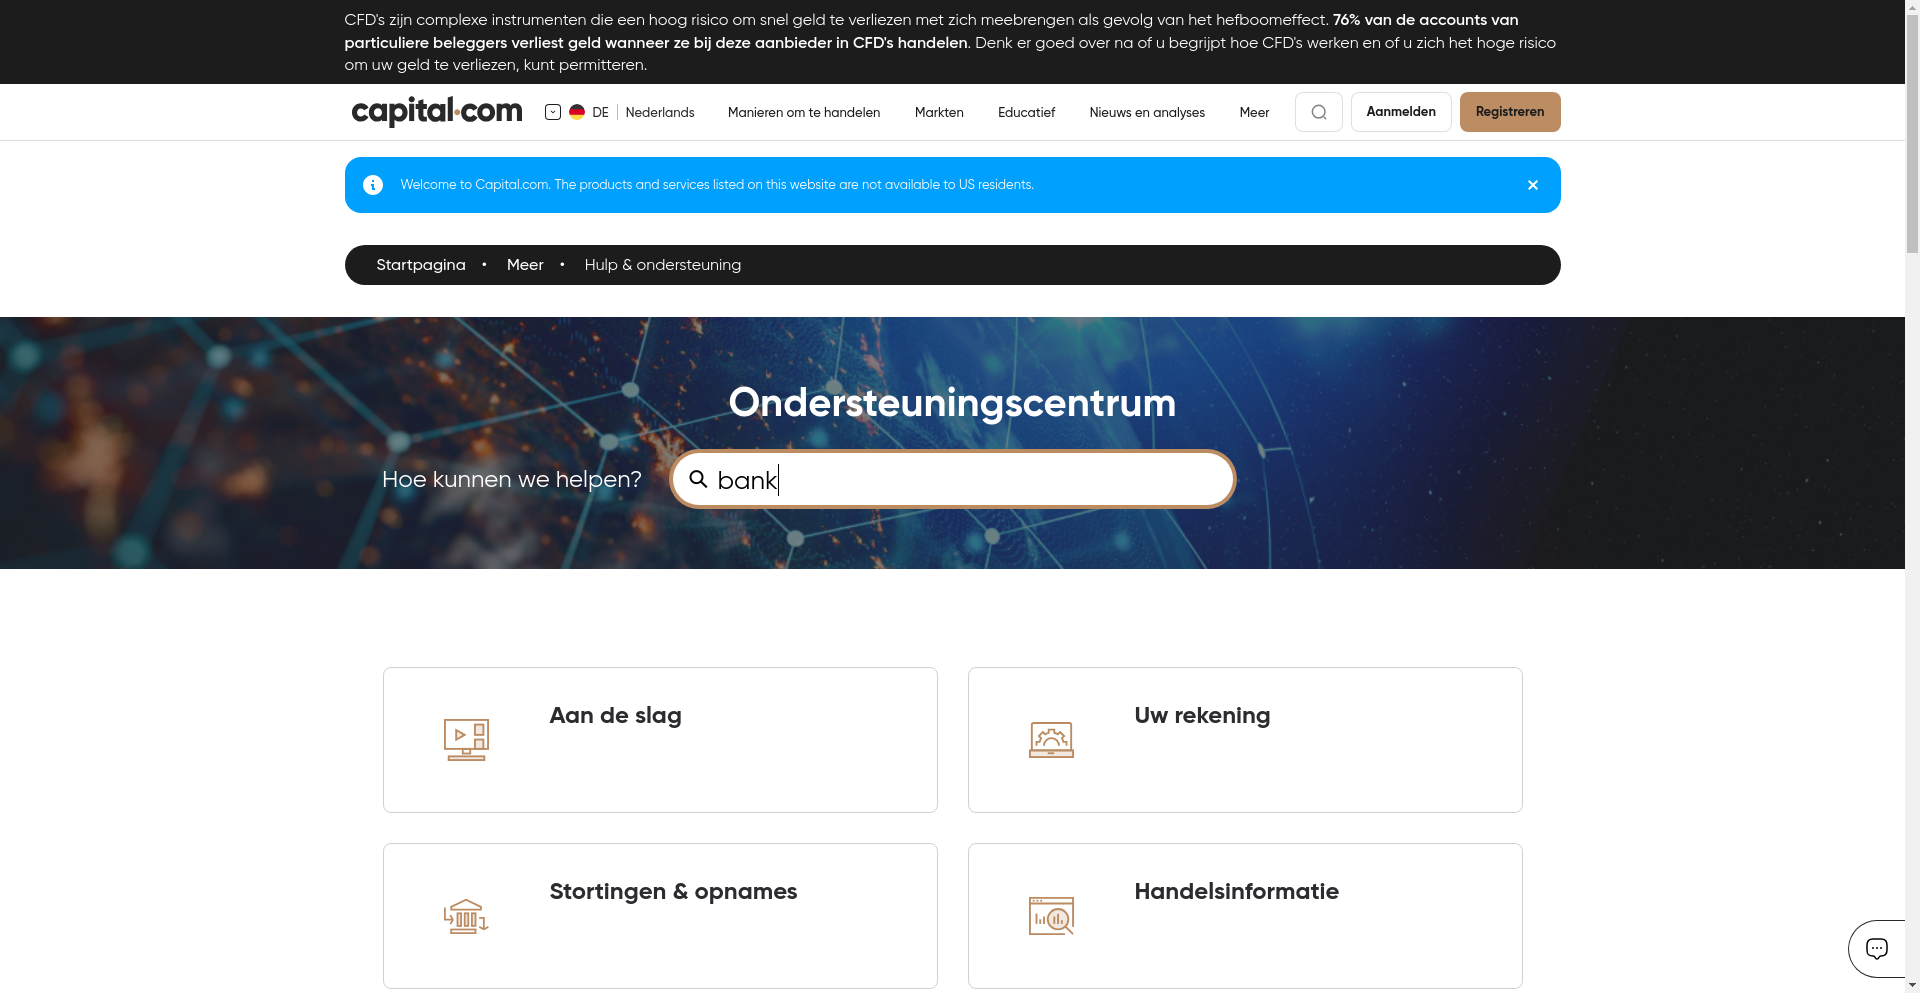 CFD's zijn complexe instrumenten die een hoog risico om snel geld te verliezen met zich meebrengen als gevolg van het hefboomeffect. 76% van de accounts van
particuliere beleggers verliest geld wanneer ze bij deze aanbieder in CFD's handelen. Denk er goed over na of u begrijpt hoe CFD's werken en of u zich het hoge risico
om uw geld te verliezen, kunt permitteren.
capital.com DE Nederlands Manieren om te handelen Markten Educatief Nieuws en analyses Meer Aanmelden Registreren
Welcome to Capital.com. The products and services listed on this website are not available to US residents.
Startpagina • Meer • Hulp & ondersteuning
Ondersteuningscentrum
Hoe kunnen we helpen? bank
Aan de slag
Uw rekening
Stortingen & opnames
Handelsinformatie